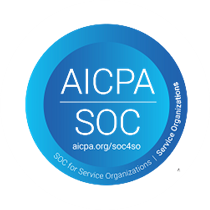 AICPA
SOC
aicpa.org/soc4so
SOC for Service Organizations | Service Organizations